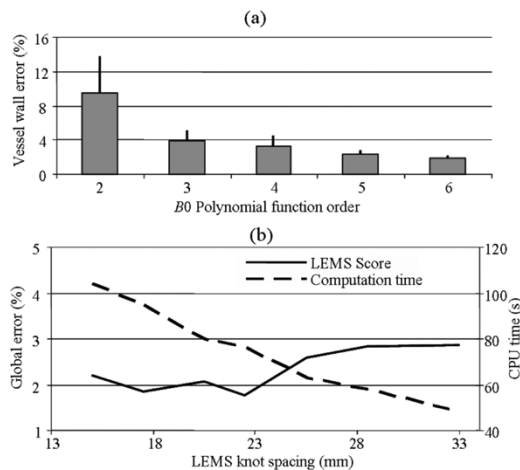 (a)
Vessel wall error (%)
16
12
8
4
0
2 3 4 5 6
B0 Polynomial function order
(b)
LEMS Score
Computation time
Global error (%)
5
4
3
2
1
CPU time (s)
120
100
80
60
40
13 18 23 28 33
LEMS knot spacing (mm)